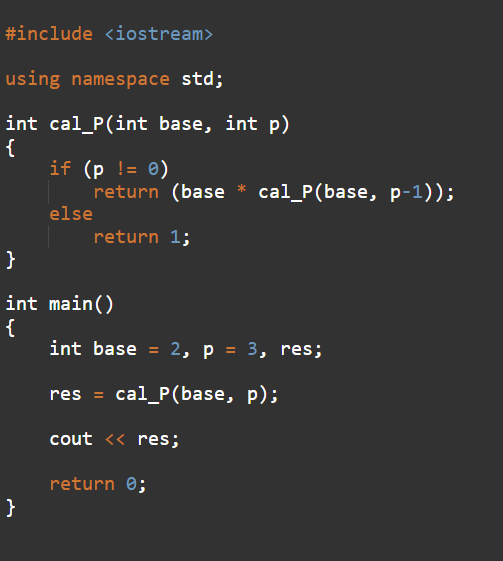 #include <iostream>
using namespace std;
int cal_P(int base, int p)
{
    if (p != 0)
        return (base * cal_P(base, p-1));
    else
        return 1;
}
int main()
{
    int base = 2, p = 3, res;
    res = cal_P(base, p);
    cout << res;
    return 0;
}